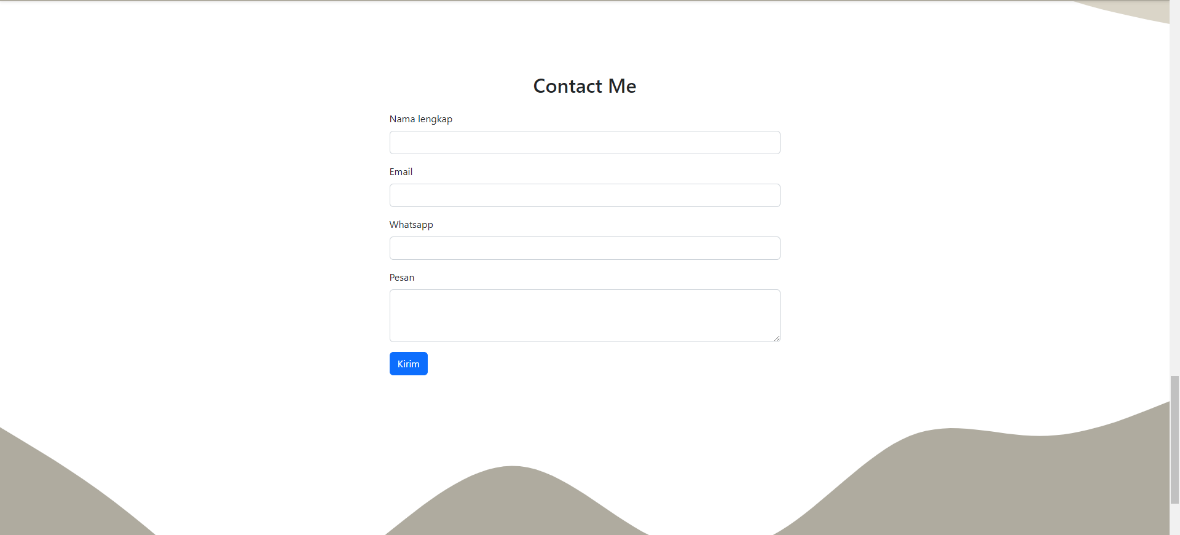 Contact Me
Nama lengkap
Email
Whatsapp
Pesan
Kirim